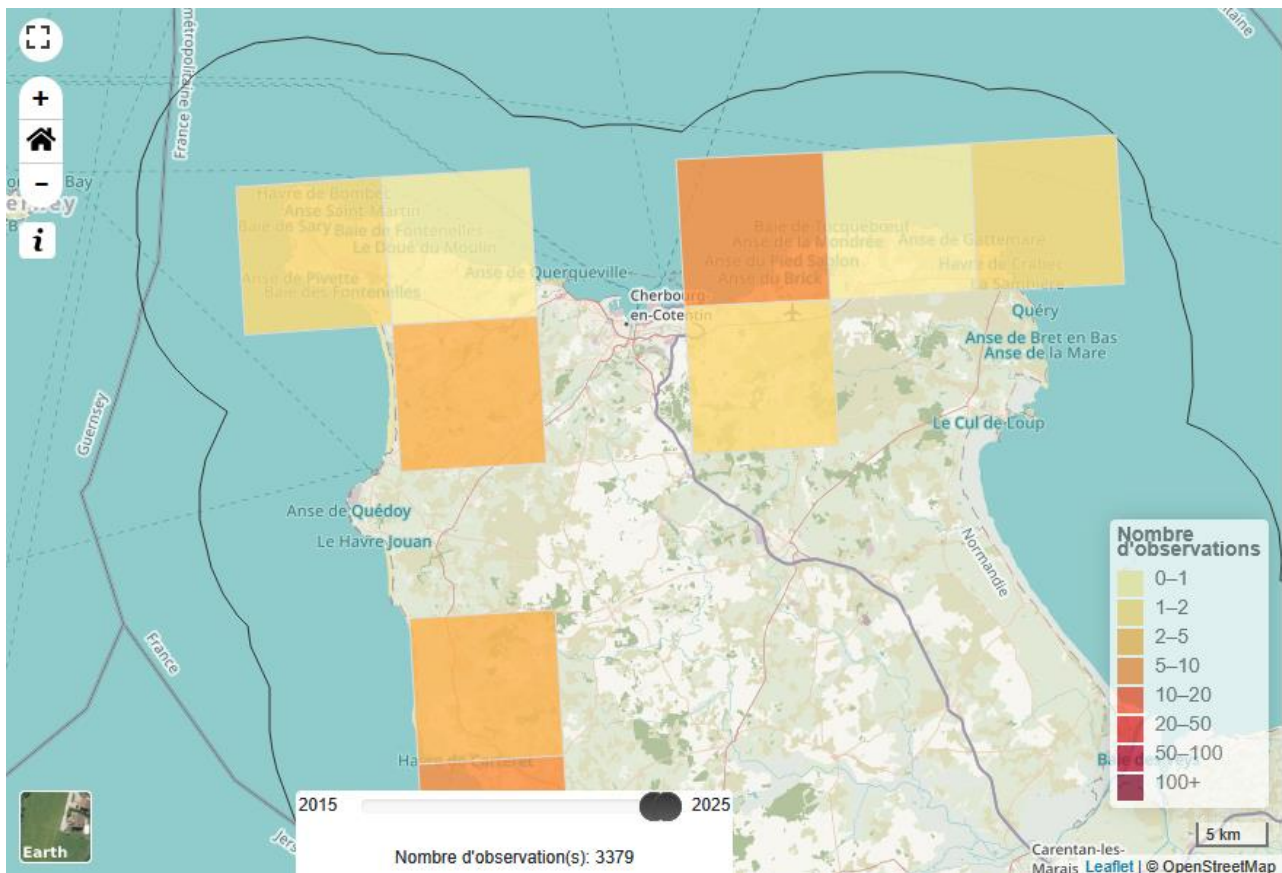 métropolitaine
France
France métropolitaine
+
−
i
Havre de Bombec
Anse Saint-Martin
Baie de Sary
Baie de Fontenelles
Le Doué du Moulin
Anse de Querqueville
Anse de Pivette
Baie des Fontenelles
Cherbourg-
en-Cotentin
Baie de Tocquebœuf
Anse de la Mondrée
Anse du Pied Sablon
Anse du Brick
Anse de Gattemare
Havre de Crabec
La Sambière
Quéry
Anse de Bret en Bas
Anse de la Mare
Le Cul de Loup
Guernsey
Anse de Quédoy
Le Havre Jouan
France
Normandie
Nombre
d'observations
0–1
1–2
2–5
5–10
10–20
20–50
50–100
100+
Earth
2015
2025
Nombre d'observation(s): 3379
5 km
Carentan-les-
Marais
Leaflet | © OpenStreetMap